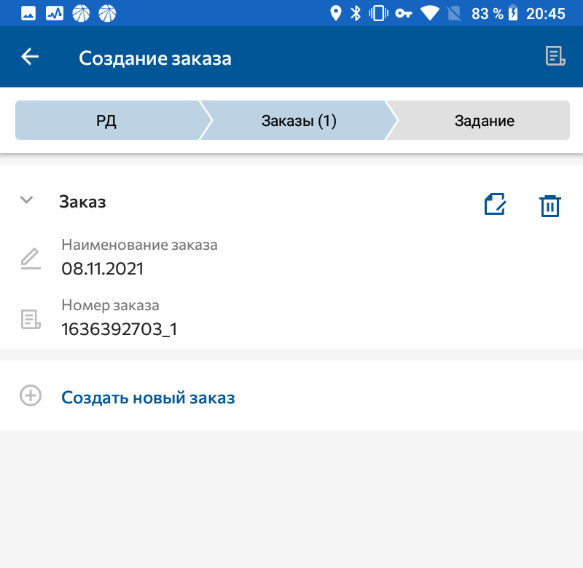 83 % 20:45
Создание заказа
РД Заказы (1) Задание
Заказ
Наименование заказа
08.11.2021
Номер заказа
1636392703_1
Создать новый заказ